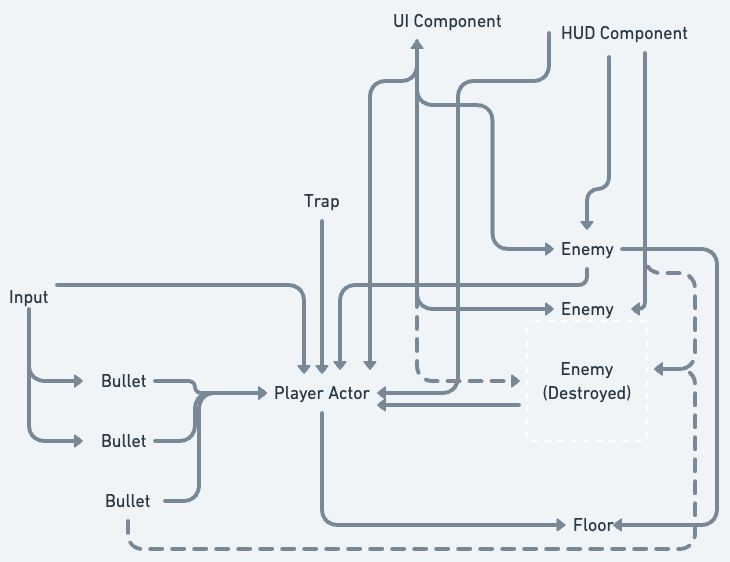 UI Component
HUD Component
Trap
Enemy
Input
Enemy
Enemy
(Destroyed)
Bullet
Player Actor
Bullet
Bullet
Floor